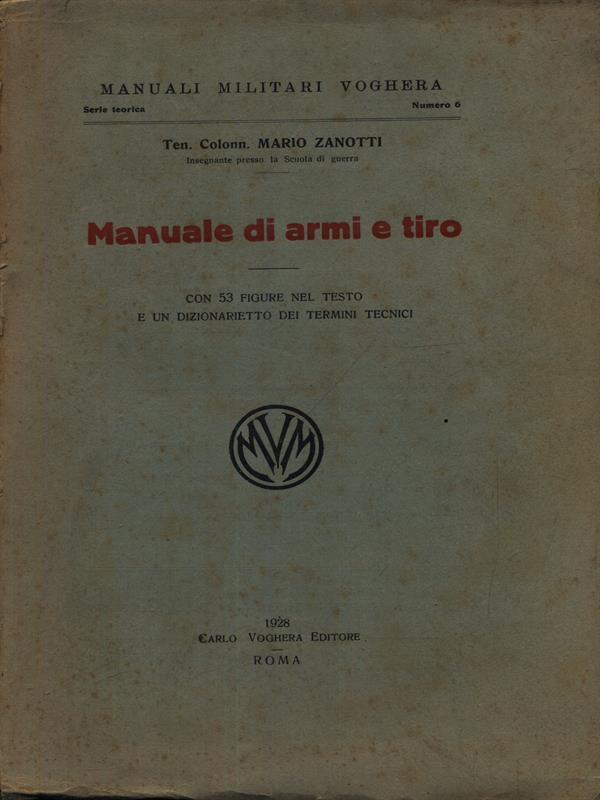 MANUALI MILITARI VOGHERA
Serie teorica Numero 6
Ten. Colonn. MARIO ZANOTTI
Insegnante presso la Scuola di guerra
Manuale di armi e tiro
CON 53 FIGURE NEL TESTO
E UN DIZIONARIETTO DEI TERMINI TECNICI
MVM
1928
CARLO VOGHERA EDITORE
ROMA